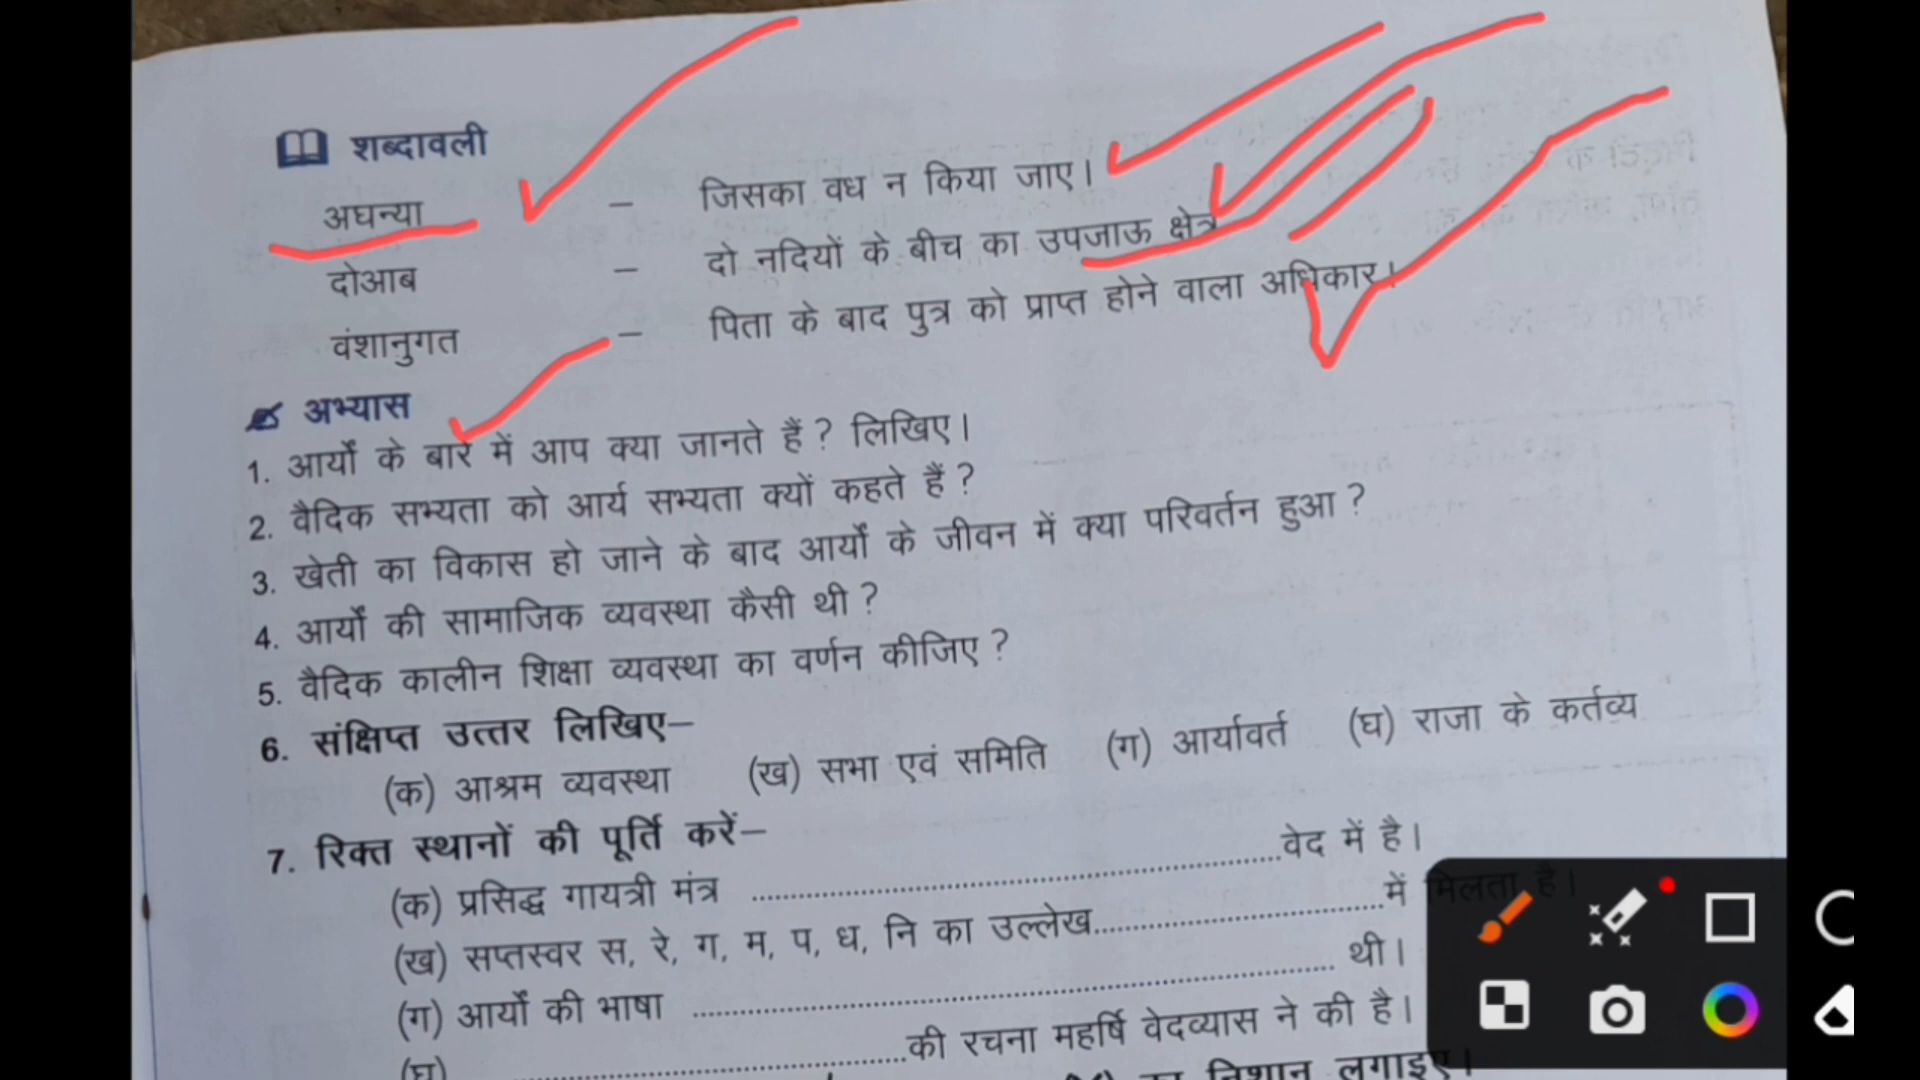 शब्दावली
अघन्या – जिसका वध न किया जाए।
दोआब – दो नदियों के बीच का उपजाऊ क्षेत्र
वंशानुगत – पिता के बाद पुत्र को प्राप्त होने वाला अधिकार।
अभ्यास
1. आर्यों के बारे में आप क्या जानते हैं ? लिखिए।
2. वैदिक सभ्यता को आर्य सभ्यता क्यों कहते हैं ?
3. खेती का विकास हो जाने के बाद आर्यों के जीवन में क्या परिवर्तन हुआ ?
4. आर्यों की सामाजिक व्यवस्था कैसी थी ?
5. वैदिक कालीन शिक्षा व्यवस्था का वर्णन कीजिए ?
6. संक्षिप्त उत्तर लिखिए–
(क) आश्रम व्यवस्था (ख) सभा एवं समिति (ग) आर्यावर्त (घ) राजा के कर्तव्य
7. रिक्त स्थानों की पूर्ति करें–
(क) प्रसिद्ध गायत्री मंत्र ........................ वेद में है।
(ख) सप्तस्वर स, रे, ग, म, प, ध, नि का उल्लेख........................ में मिलता है।
(ग) आर्यों की भाषा ........................ थी।
(घ) ........................ की रचना महर्षि वेदव्यास ने की है।
का निशान लगाइए।